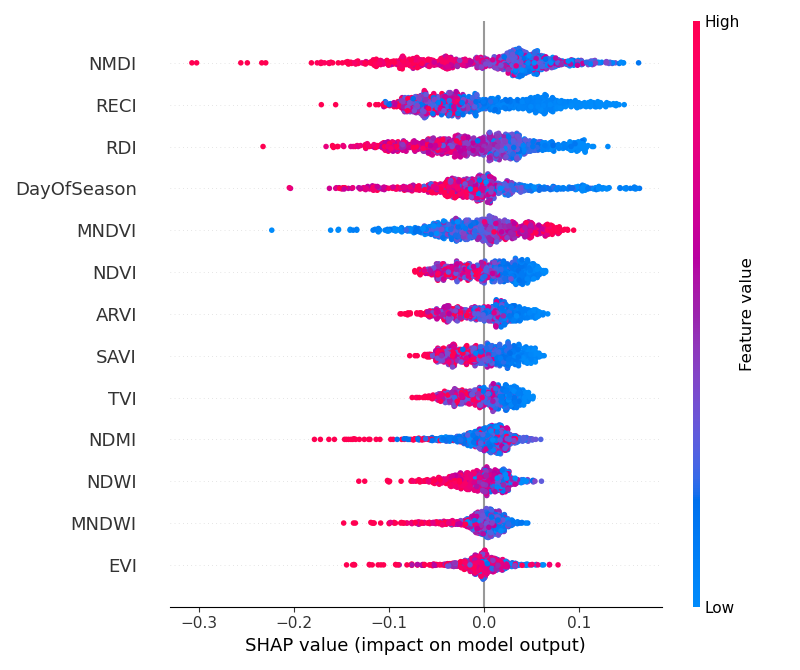 High
NMDI
RECI
RDI
DayOfSeason
MNDVI
NDVI
ARVI
SAVI
TVI
NDMI
NDWI
MNDWI
EVI
Feature value
Low
−0.3 −0.2 −0.1 0.0 0.1
SHAP value (impact on model output)